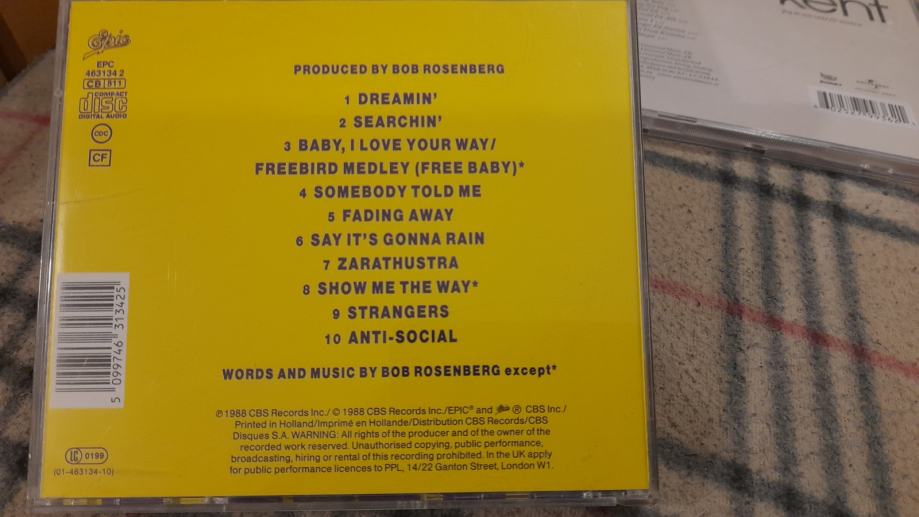 Epic
EPC
463134 2
CB 811
COMPACT
disc
DIGITAL AUDIO
CDC
CF
PRODUCED BY BOB ROSENBERG
1 DREAMIN'
2 SEARCHIN'
3 BABY, I LOVE YOUR WAY/
FREEBIRD MEDLEY (FREE BABY)*
4 SOMEBODY TOLD ME
5 FADING AWAY
6 SAY IT'S GONNA RAIN
7 ZARATHUSTRA
8 SHOW ME THE WAY*
9 STRANGERS
10 ANTI-SOCIAL
WORDS AND MUSIC BY BOB ROSENBERG except*
5 099746 313425
℗ 1988 CBS Records Inc./ © 1988 CBS Records Inc./EPIC® and Epic ® CBS Inc./
Printed in Holland/Imprimé en Hollande/Distribution CBS Records/CBS
Disques S.A. WARNING: All rights of the producer and of the owner of the
recorded work reserved. Unauthorised copying, public performance,
broadcasting, hiring or rental of this recording prohibited. In the UK apply
for public performance licences to PPL, 14/22 Ganton Street, London W1.
LC 0199
(01-463134-10)
kent